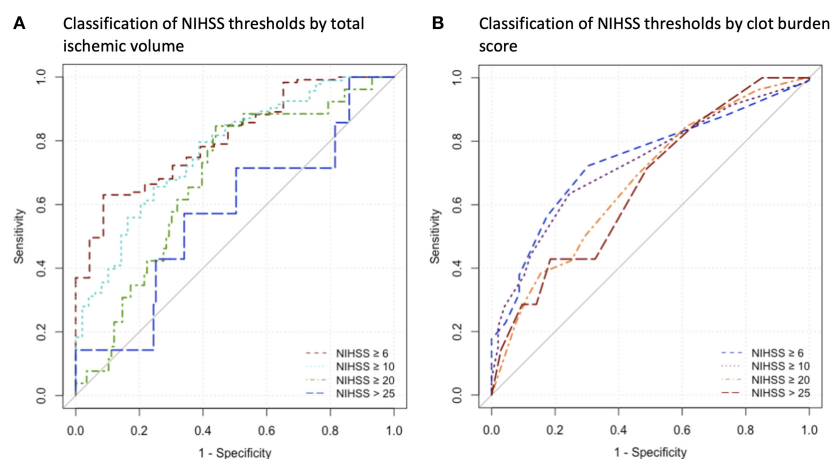 A
Classification of NIHSS thresholds by total
ischemic volume
Sensitivity
1.0
0.8
0.6
0.4
0.2
0.0
NIHSS ≥ 6
NIHSS ≥ 10
NIHSS ≥ 20
NIHSS > 25
0.0 0.2 0.4 0.6 0.8 1.0
1 - Specificity
B
Classification of NIHSS thresholds by clot burden
score
Sensitivity
1.0
0.8
0.6
0.4
0.2
0.0
NIHSS ≥ 6
NIHSS ≥ 10
NIHSS ≥ 20
NIHSS > 25
0.0 0.2 0.4 0.6 0.8 1.0
1 - Specificity